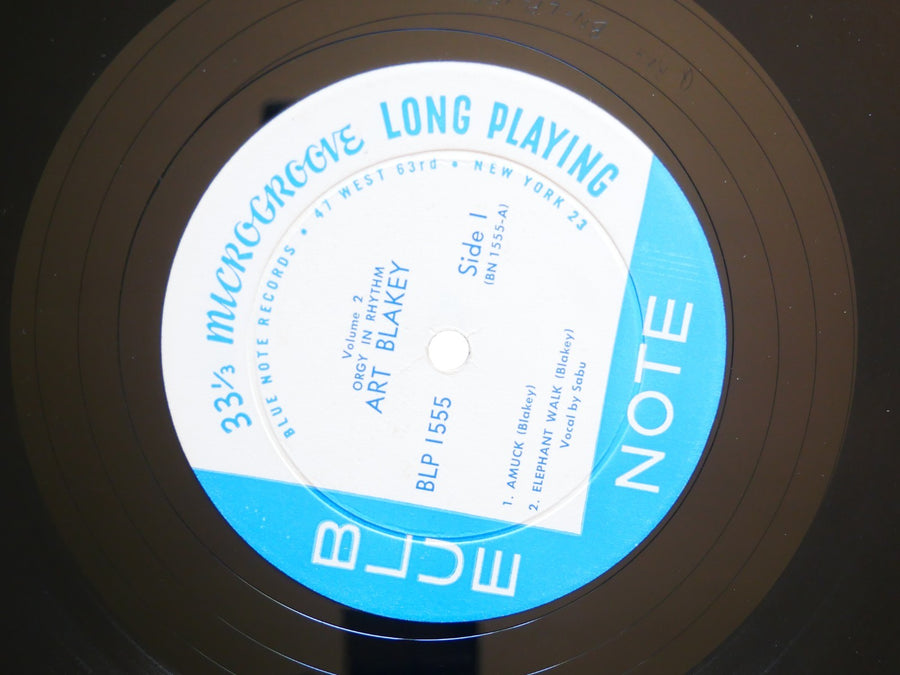 33⅓ MICROGROOVE LONG PLAYING
BLUE NOTE RECORDS • 47 WEST 63rd • NEW YORK 23
Volume 2
ORGY IN RHYTHM
ART BLAKEY
BLP 1555
Side 1
(BN 1555-A)
1. AMUCK (Blakey)
2. ELEPHANT WALK (Blakey)
Vocal by Sabu
BLUE
NOTE